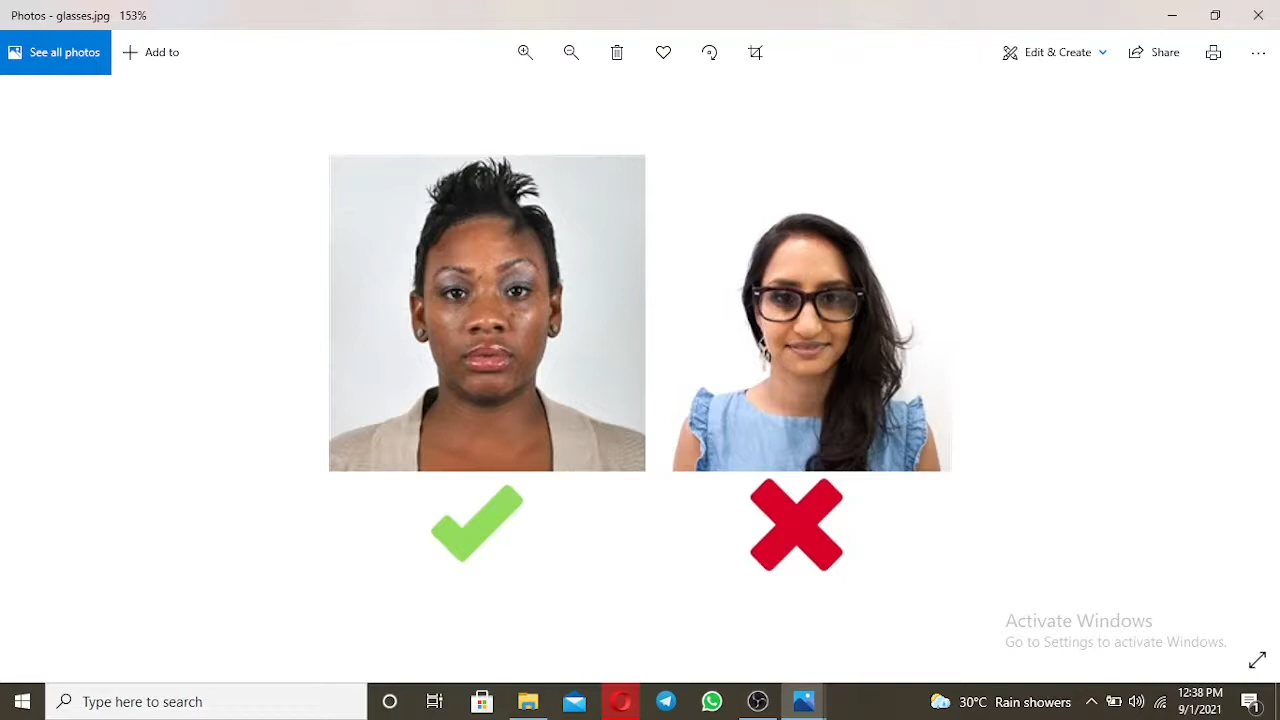 Photos - glasses.jpg   153%
See all photos
Add to
Edit & Create
Share
Activate Windows
Go to Settings to activate Windows.
Type here to search
30°C Rain showers
12:38 PM
9/1/2021
1